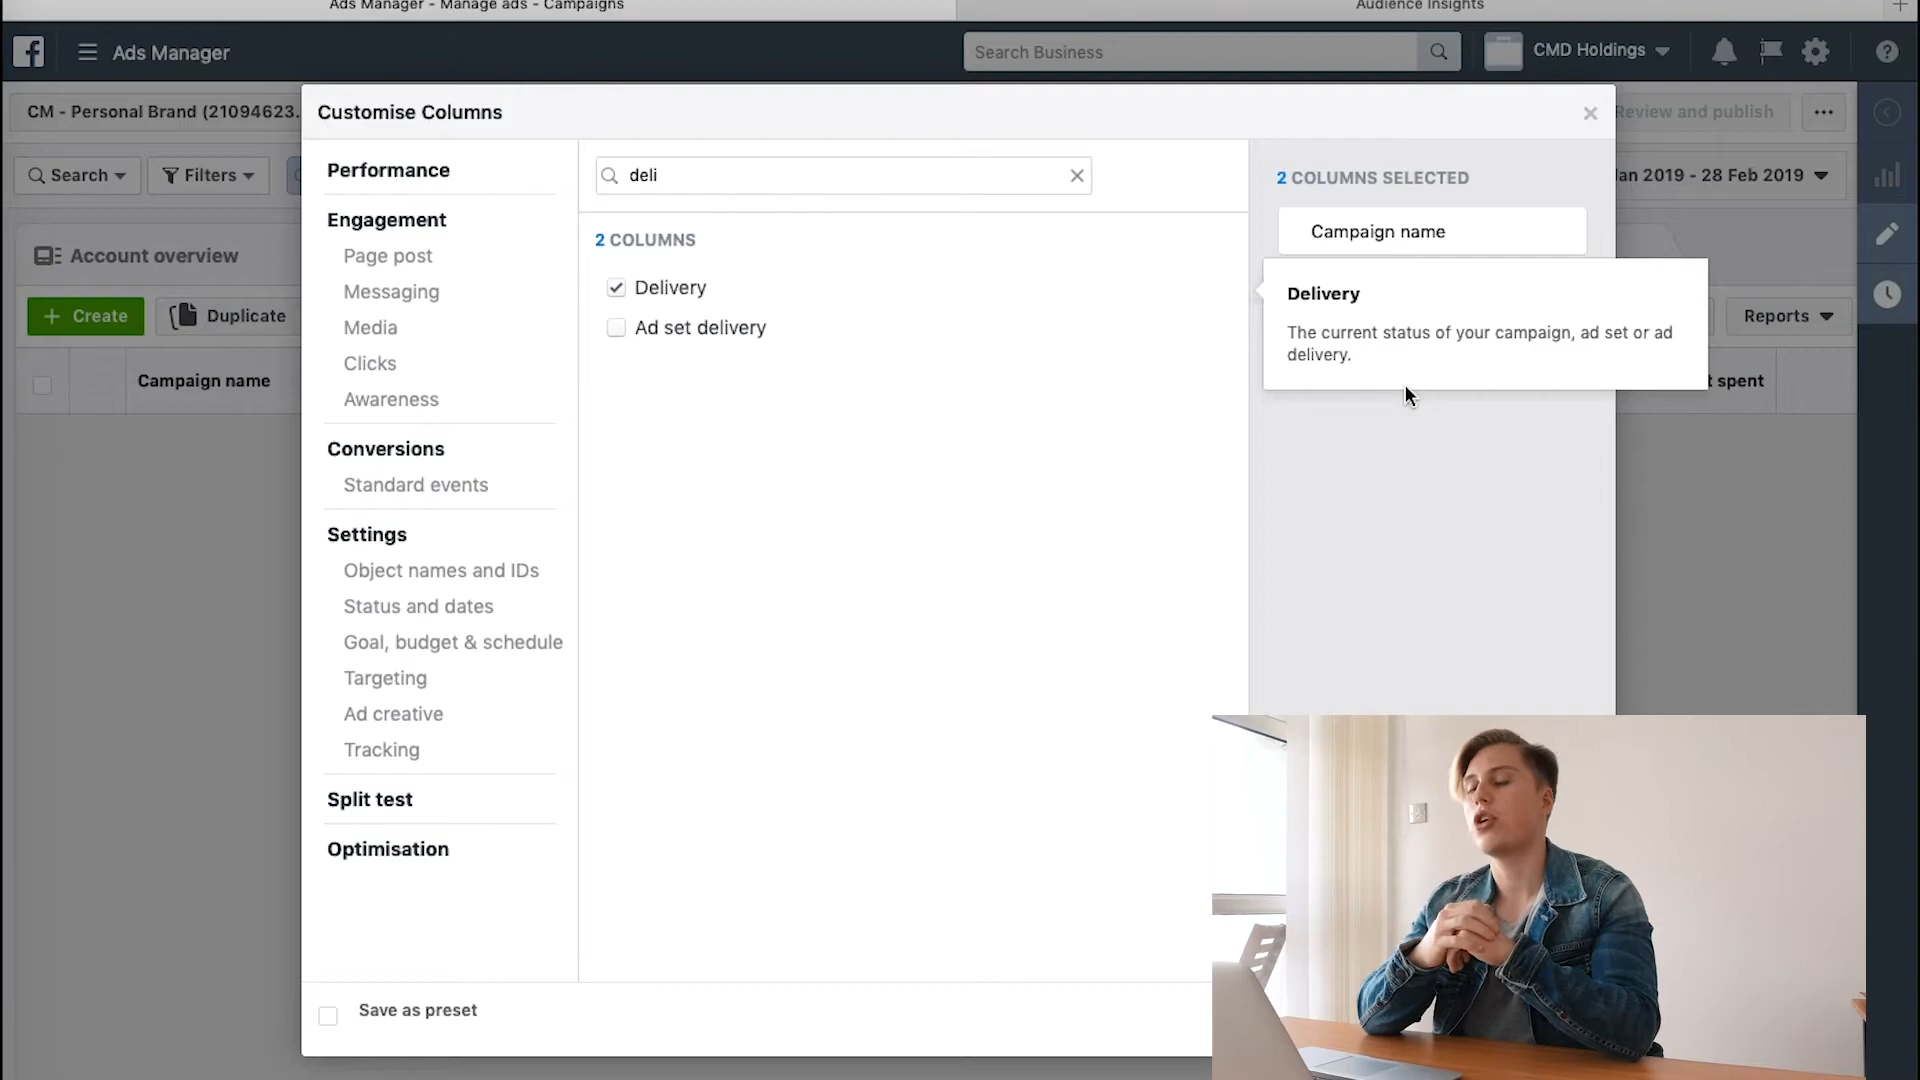 Ads Manager - Manage ads - Campaigns
Audience Insights
Ads Manager
Search Business
CMD Holdings
CM - Personal Brand (21094623.
Customise Columns
Review and publish
Search
Filters
Performance
deli
2 COLUMNS SELECTED
an 2019 - 28 Feb 2019
Engagement
Campaign name
Page post
2 COLUMNS
Account overview
Messaging
Delivery
Delivery
Media
Ad set delivery
The current status of your campaign, ad set or ad
delivery.
Create
Duplicate
Reports
Clicks
Campaign name
t spent
Awareness
Conversions
Standard events
Settings
Object names and IDs
Status and dates
Goal, budget & schedule
Targeting
Ad creative
Tracking
Split test
Optimisation
Save as preset